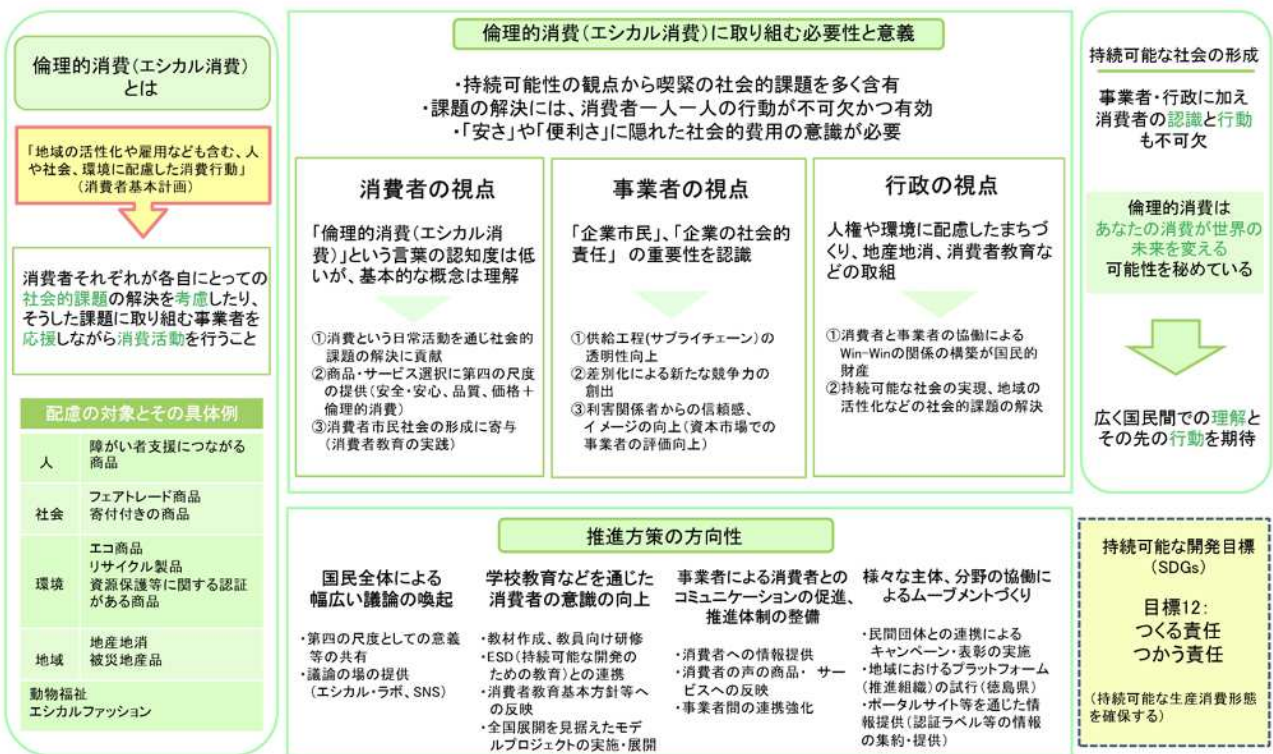 倫理的消費(エシカル消費)
とは
「地域の活性化や雇用なども含む、人
や社会、環境に配慮した消費行動」
(消費者基本計画)
消費者それぞれが各自にとっての
社会的課題の解決を考慮したり、
そうした課題に取り組む事業者を
応援しながら消費活動を行うこと
配慮の対象とその具体例
人
障がい者支援につながる
商品
社会
フェアトレード商品
寄付付きの商品
環境
エコ商品
リサイクル製品
資源保護等に関する認証
がある商品
地域
地産地消
被災地産品
動物福祉
エシカルファッション
倫理的消費(エシカル消費)に取り組む必要性と意義
・持続可能性の観点から喫緊の社会的課題を多く含有
・課題の解決には、消費者一人一人の行動が不可欠かつ有効
・「安さ」や「便利さ」に隠れた社会的費用の意識が必要
消費者の視点
「倫理的消費(エシカル消
費)」という言葉の認知度は低
いが、基本的な概念は理解
①消費という日常活動を通じ社会的
課題の解決に貢献
②商品・サービス選択に第四の尺度
の提供(安全・安心、品質、価格+
倫理的消費)
③消費者市民社会の形成に寄与
(消費者教育の実践)
事業者の視点
「企業市民」、「企業の社会的
責任」 の重要性を認識
①供給工程(サプライチェーン)の
透明性向上
②差別化による新たな競争力の
創出
③利害関係者からの信頼感、
イメージの向上(資本市場での
事業者の評価向上)
行政の視点
人権や環境に配慮したまちづ
くり、地産地消、消費者教育な
どの取組
①消費者と事業者の協働による
Win-Winの関係の構築が国民的
財産
②持続可能な社会の実現、地域の
活性化などの社会的課題の解決
推進方策の方向性
国民全体による
幅広い議論の喚起
・第四の尺度としての意義
等の共有
・議論の場の提供
(エシカル・ラボ、SNS)
学校教育などを通じた
消費者の意識の向上
・教材作成、教員向け研修
・ESD(持続可能な開発の
ための教育)との連携
・消費者教育基本方針等へ
の反映
・全国展開を見据えたモデ
ルプロジェクトの実施・展開
事業者による消費者との
コミュニケーションの促進、
推進体制の整備
・消費者への情報提供
・消費者の声の商品・ サー
ビスへの反映
・事業者間の連携強化
様々な主体、分野の協働に
よるムーブメントづくり
・民間団体との連携による
キャンペーン・表彰の実施
・地域におけるプラットフォーム
(推進組織)の試行(徳島県)
・ポータルサイト等を通じた情
報提供(認証ラベル等の情報
の集約・提供)
持続可能な社会の形成
事業者・行政に加え
消費者の認識と行動
も不可欠
倫理的消費は
あなたの消費が世界の
未来を変える
可能性を秘めている
広く国民間での理解と
その先の行動を期待
持続可能な開発目標
(SDGs)
目標12:
つくる責任
つかう責任
(持続可能な生産消費形態
を確保する)